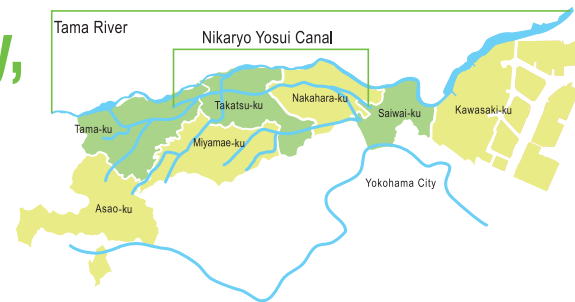 y,
Tama River
Nikaryo Yosui Canal
Nakahara-ku
Takatsu-ku
Saiwai-ku
Kawasaki-ku
Tama-ku
Miyamae-ku
Yokohama City
Asao-ku